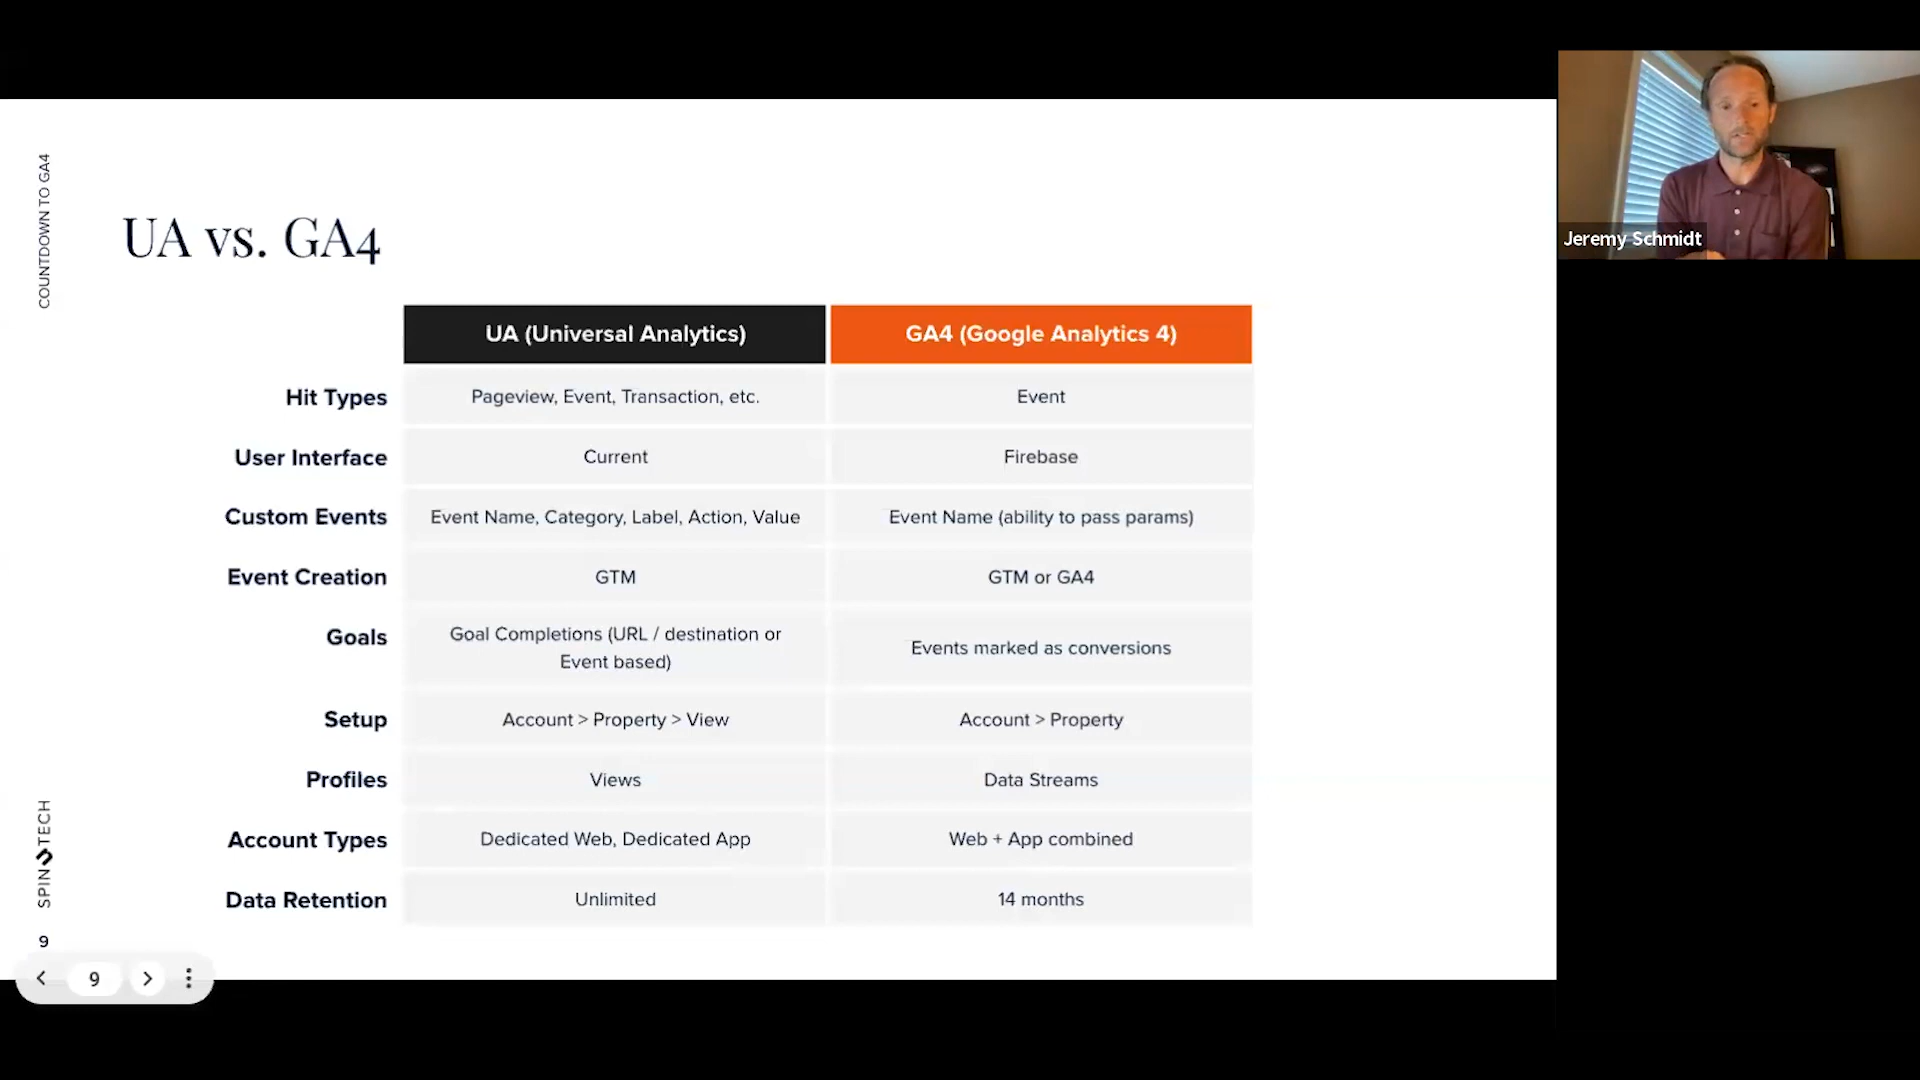 COUNTDOWN TO GA4
UA vs. GA4
UA (Universal Analytics)
GA4 (Google Analytics 4)
Hit Types
Pageview, Event, Transaction, etc.
Event
User Interface
Current
Firebase
Custom Events
Event Name, Category, Label, Action, Value
Event Name (ability to pass params)
Event Creation
GTM
GTM or GA4
Goals
Goal Completions (URL / destination or
Event based)
Events marked as conversions
Setup
Account > Property > View
Account > Property
Profiles
Views
Data Streams
Account Types
Dedicated Web, Dedicated App
Web + App combined
Data Retention
Unlimited
14 months
SPINUTECH
9
9
Jeremy Schmidt